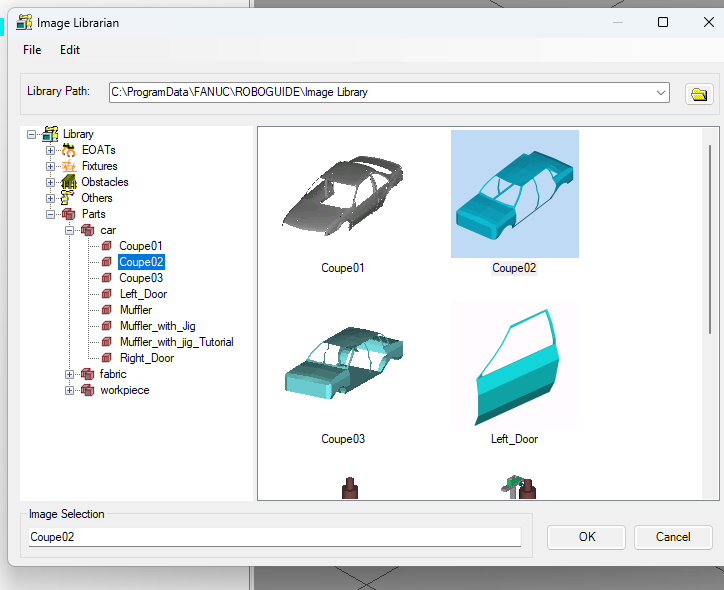 Image Librarian
File Edit
Library Path: C:\ProgramData\FANUC\ROBOGUIDE\Image Library
Library
EOATs
Fixtures
Obstacles
Others
Parts
car
Coupe01
Coupe02
Coupe03
Left_Door
Muffler
Muffler_with_Jig
Muffler_with_jig_Tutorial
Right_Door
fabric
workpiece
Coupe01 Coupe02
Coupe03 Left_Door
Image Selection
Coupe02
OK Cancel